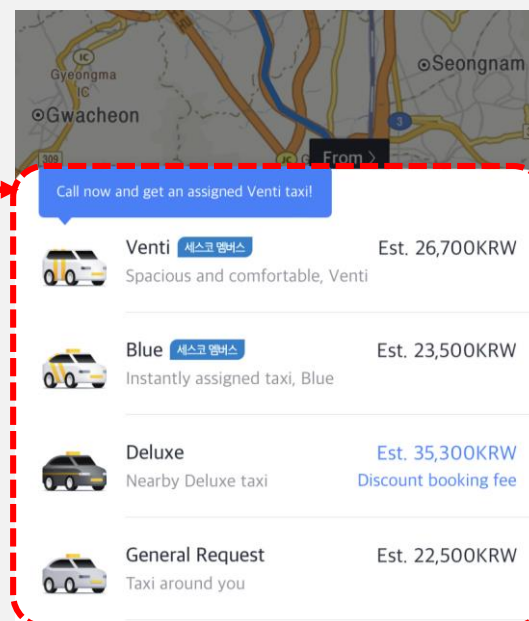 Seongnam
IC
Gyeongma
IC
Gwacheon
3
309
IC
From >
Call now and get an assigned Venti taxi!
Venti 세스코 멤버스 Est. 26,700KRW
Spacious and comfortable, Venti
Blue 세스코 멤버스 Est. 23,500KRW
Instantly assigned taxi, Blue
Deluxe Est. 35,300KRW
Nearby Deluxe taxi Discount booking fee
General Request Est. 22,500KRW
Taxi around you